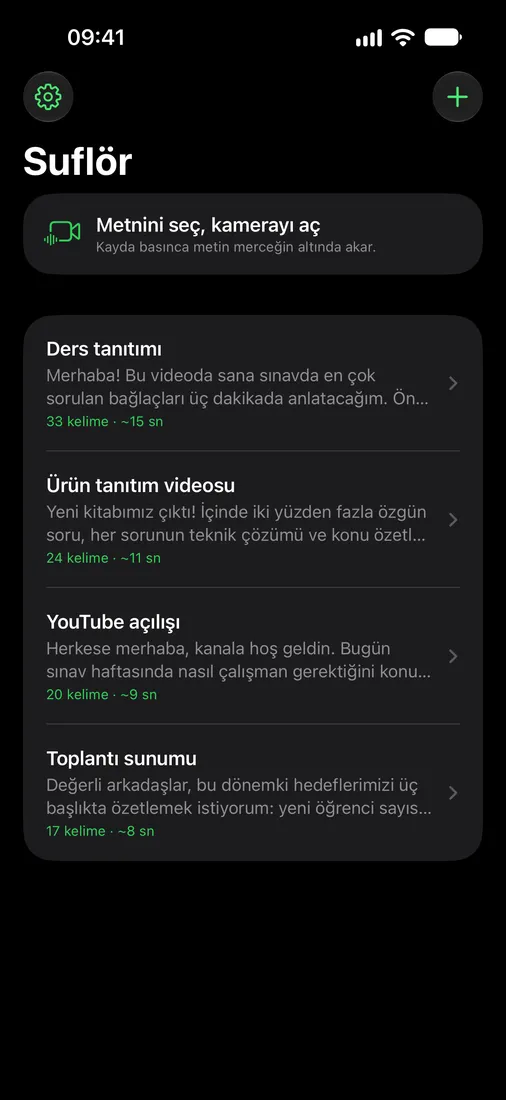 09:41
Suflör
Metnini seç, kamerayı aç
Kayda basınca metin merceğin altında akar.
Ders tanıtımı
Merhaba! Bu videoda sana sınavda en çok
sorulan bağlaçları üç dakikada anlatacağım. Ön...
33 kelime · ~15 sn
Ürün tanıtım videosu
Yeni kitabımız çıktı! İçinde iki yüzden fazla özgün
soru, her sorunun teknik çözümü ve konu özetl...
24 kelime · ~11 sn
YouTube açılışı
Herkese merhaba, kanala hoş geldin. Bugün
sınav haftasında nasıl çalışman gerektiğini konu...
20 kelime · ~9 sn
Toplantı sunumu
Değerli arkadaşlar, bu dönemki hedeflerimizi üç
başlıkta özetlemek istiyorum: yeni öğrenci sayıs...
17 kelime · ~8 sn